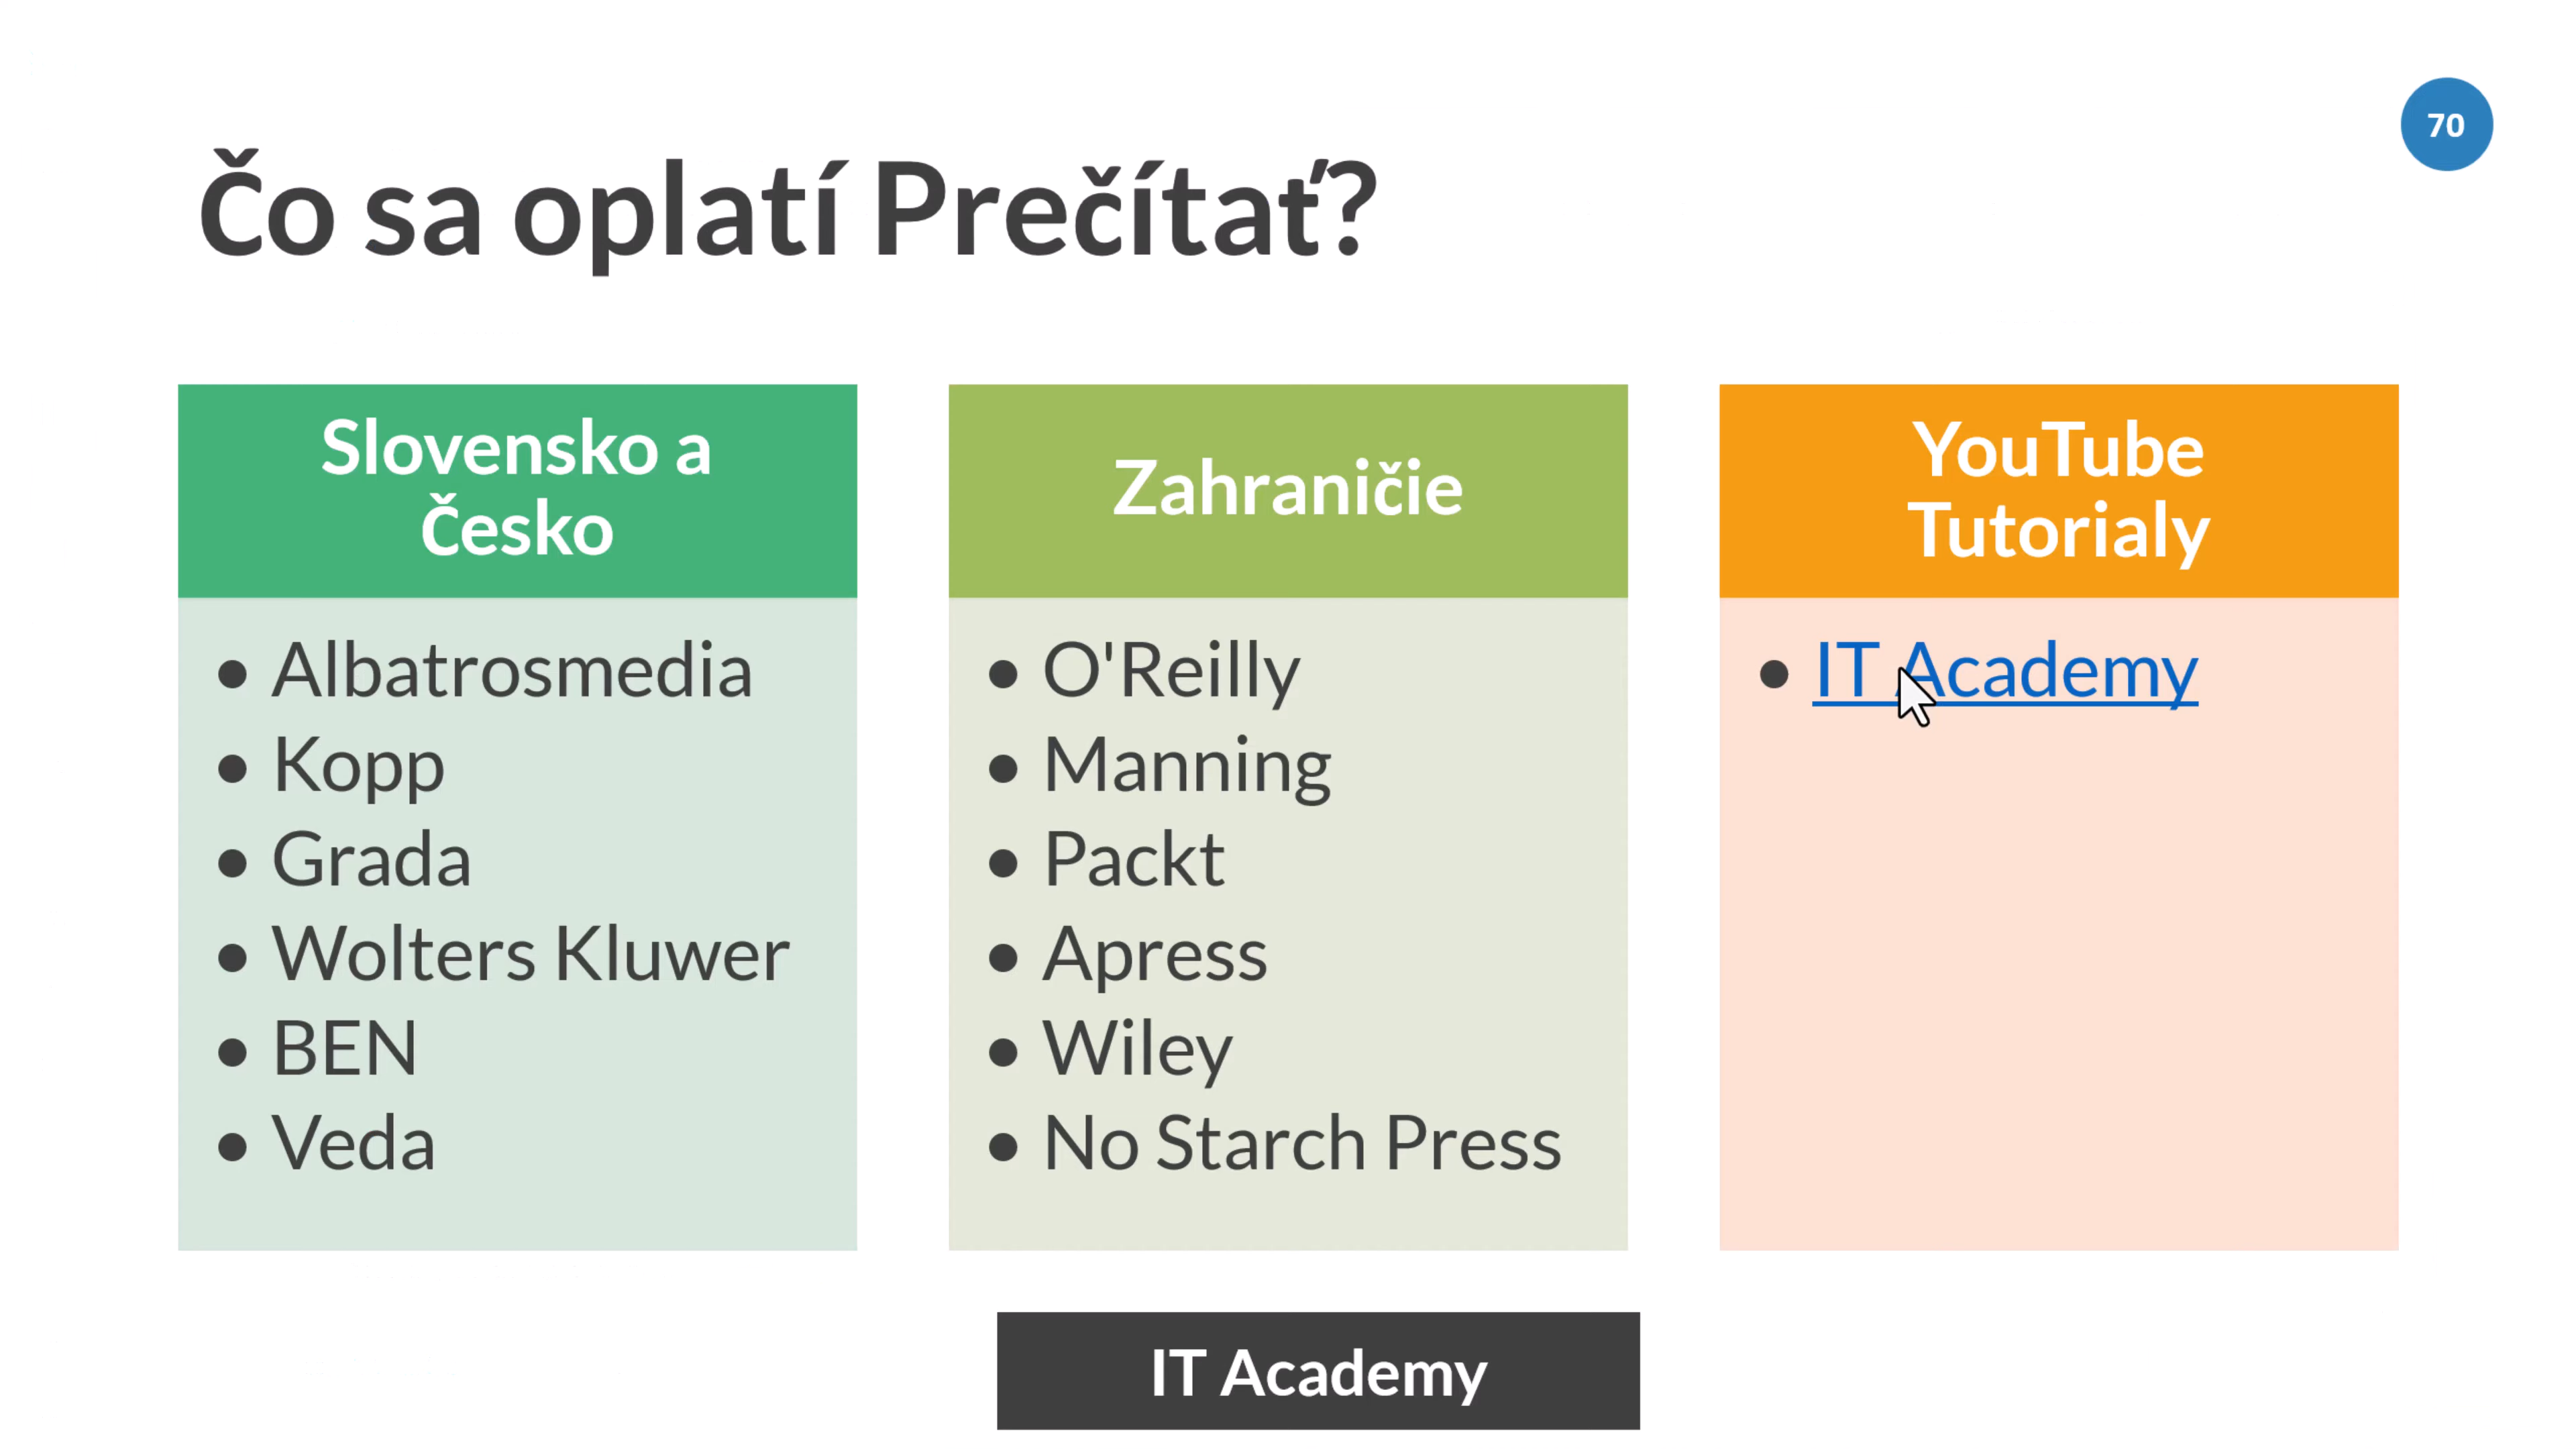 70
Čo sa oplatí Prečítať?
Slovensko a
Česko
• Albatrosmedia
• Kopp
• Grada
• Wolters Kluwer
• BEN
• Veda
Zahraničie
• O'Reilly
• Manning
• Packt
• Apress
• Wiley
• No Starch Press
YouTube
Tutorialy
• IT Academy
IT Academy